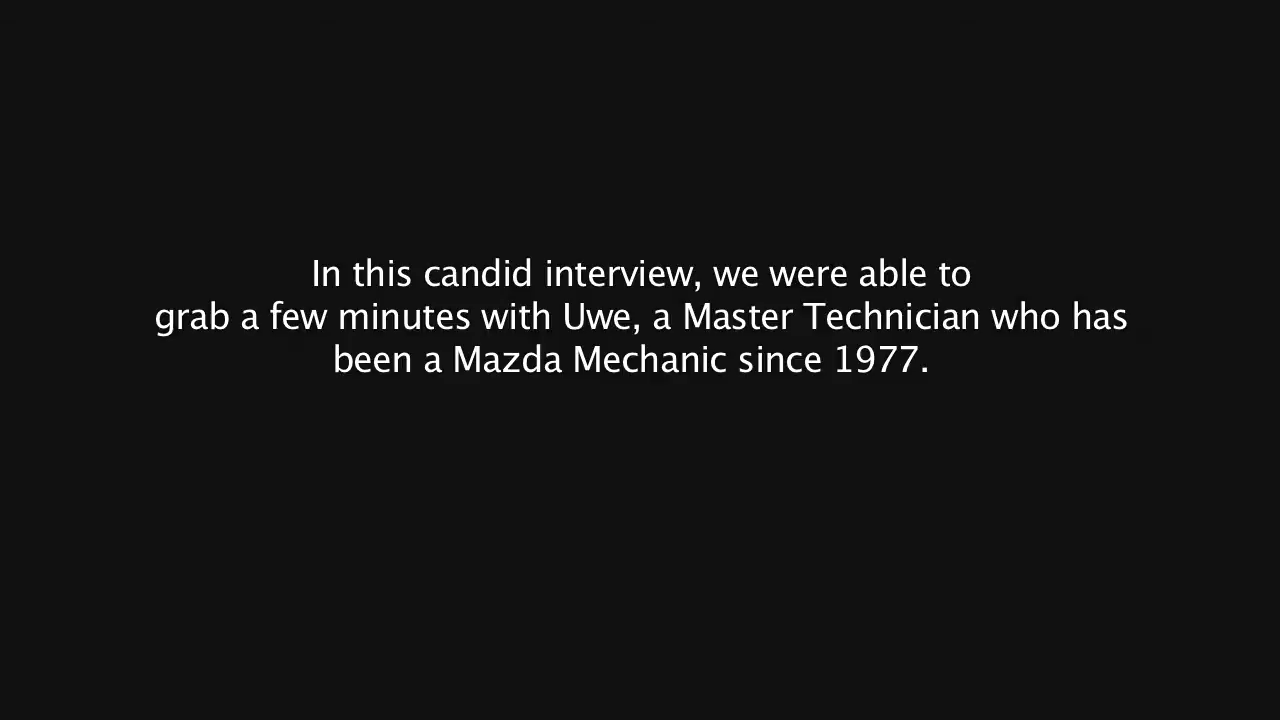 In this candid interview, we were able to
grab a few minutes with Uwe, a Master Technician who has
been a Mazda Mechanic since 1977.